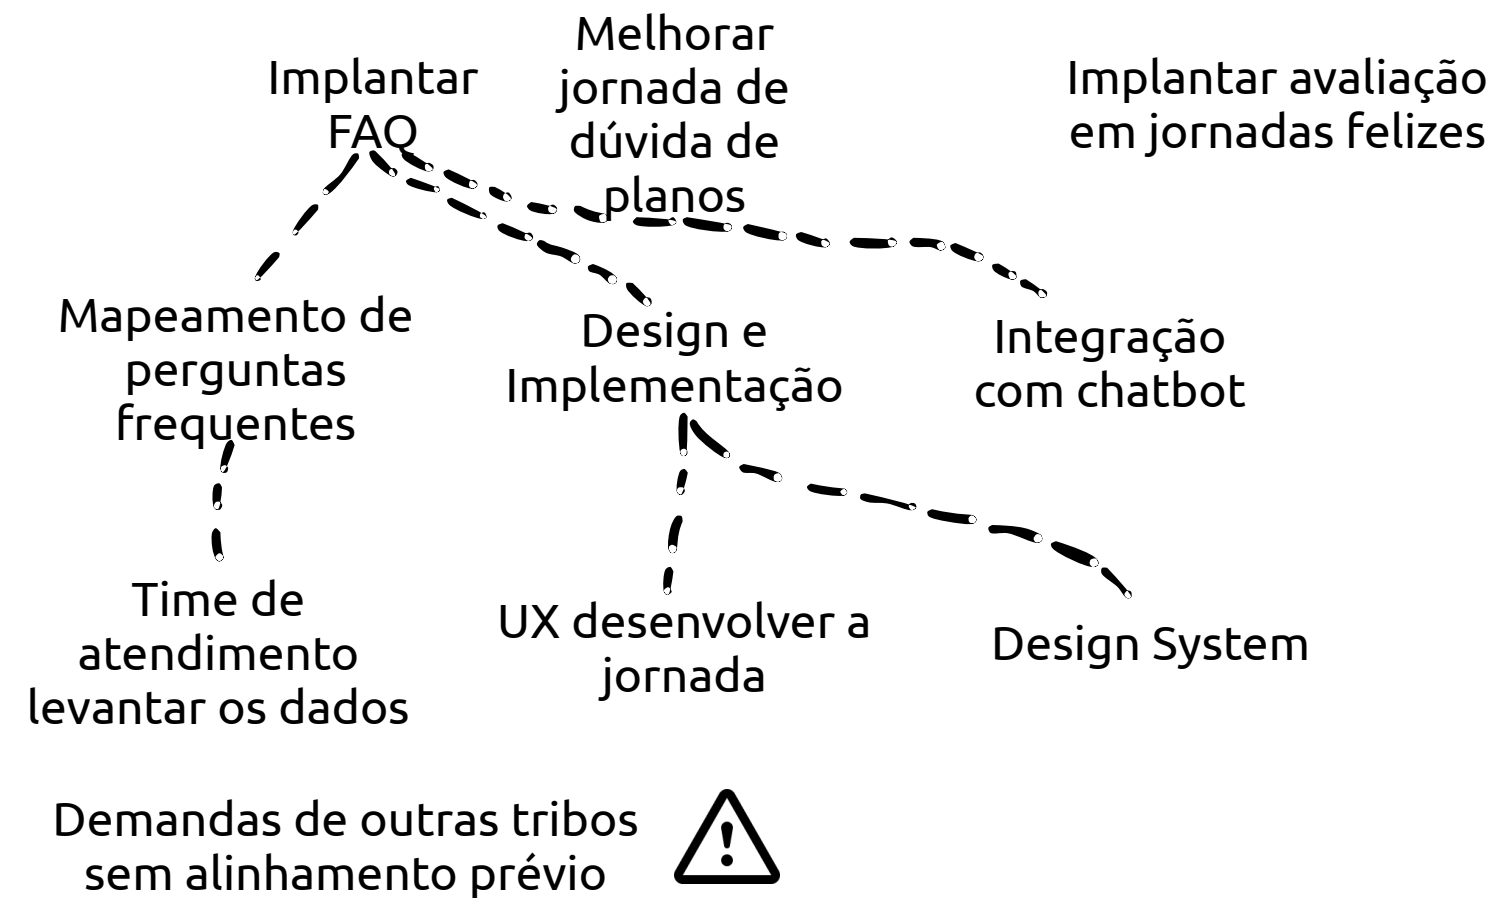 Implantar
FAQ
Melhorar
jornada de
dúvida de
planos
Implantar avaliação
em jornadas felizes
Mapeamento de
perguntas
frequentes
Design e
Implementação
Integração
com chatbot
Time de
atendimento
levantar os dados
UX desenvolver a
jornada
Design System
Demandas de outras tribos
sem alinhamento prévio